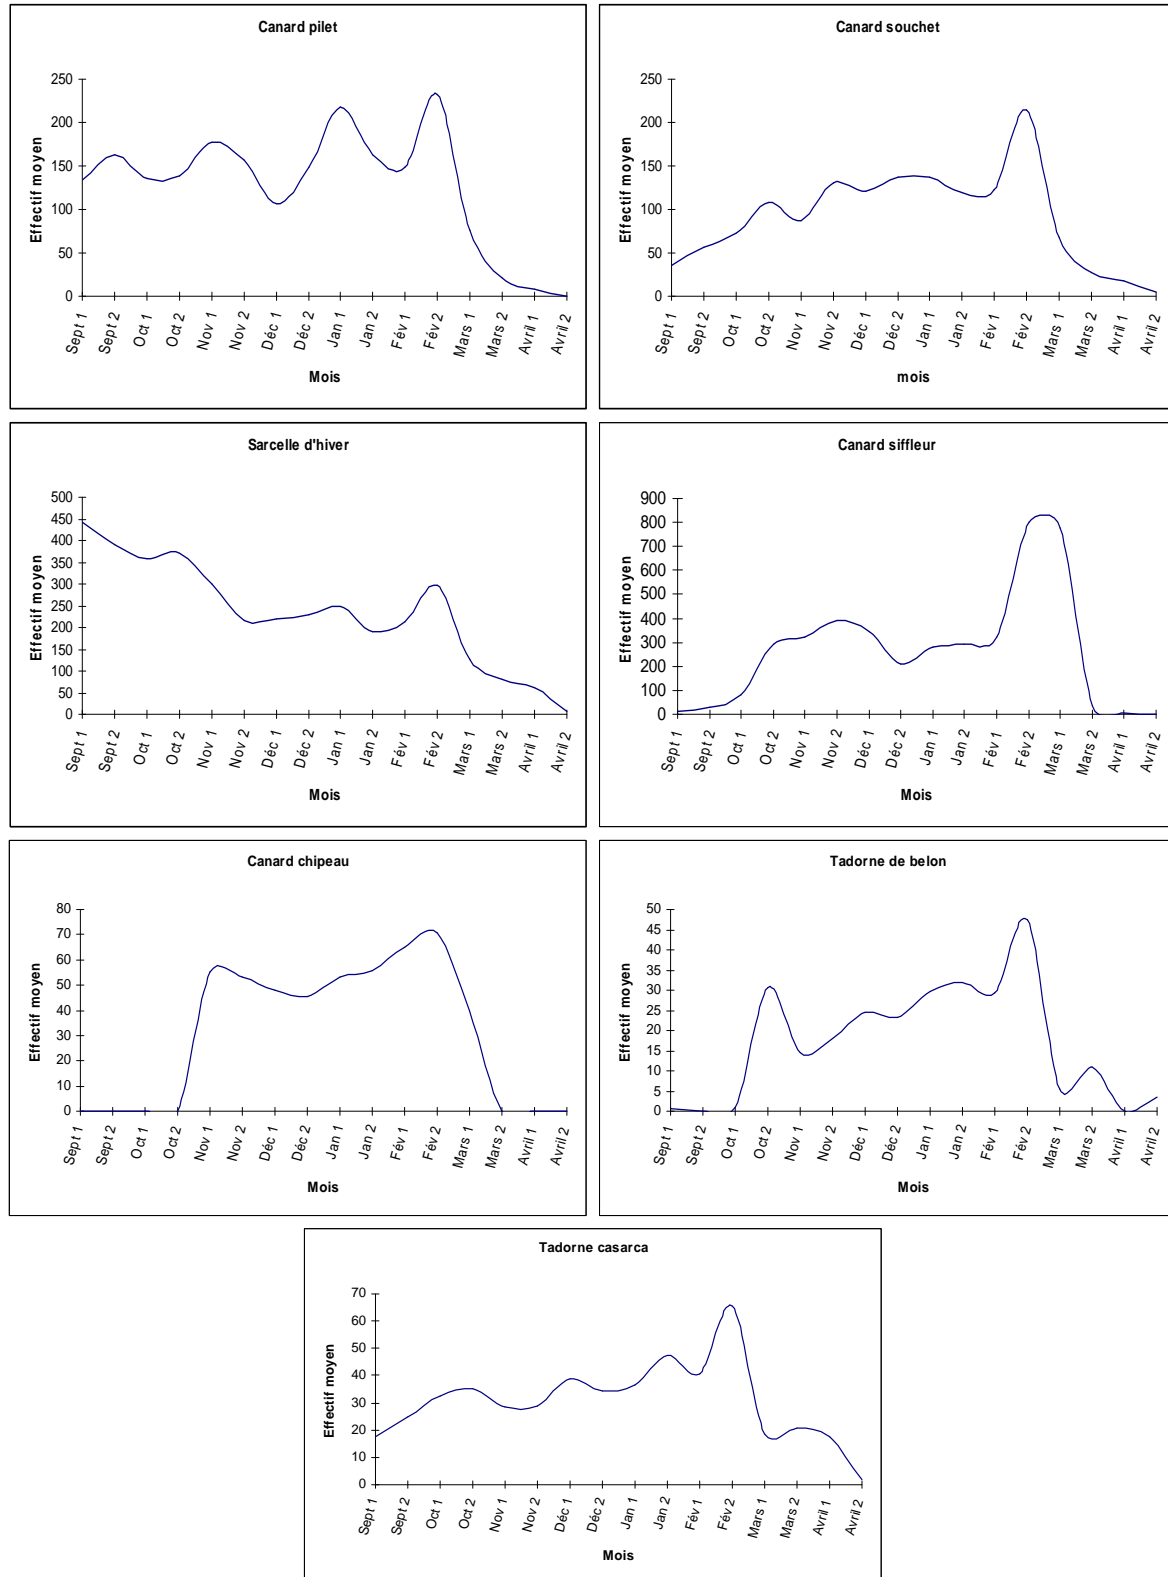 Canard pilet
Effectif moyen
250
200
150
100
50
0
Sept 1
Sept 2
Oct 1
Oct 2
Nov 1
Nov 2
Déc 1
Déc 2
Jan 1
Jan 2
Fév 1
Fév 2
Mars 1
Mars 2
Avril 1
Avril 2
Mois
Canard souchet
Effectif moyen
250
200
150
100
50
0
Sept 1
Sept 2
Oct 1
Oct 2
Nov 1
Nov 2
Déc 1
Déc 2
Jan 1
Jan 2
Fév 1
Fév 2
Mars 1
Mars 2
Avril 1
Avril 2
mois
Sarcelle d'hiver
Effectif moyen
500
450
400
350
300
250
200
150
100
50
0
Sept 1
Sept 2
Oct 1
Oct 2
Nov 1
Nov 2
Déc 1
Déc 2
Jan 1
Jan 2
Fév 1
Fév 2
Mars 1
Mars 2
Avril 1
Avril 2
Mois
Canard siffleur
Effectif moyen
900
800
700
600
500
400
300
200
100
0
Sept 1
Sept 2
Oct 1
Oct 2
Nov 1
Nov 2
Déc 1
Déc 2
Jan 1
Jan 2
Fév 1
Fév 2
Mars 1
Mars 2
Avril 1
Avril 2
Mois
Canard chipeau
Effectif moyen
80
70
60
50
40
30
20
10
0
Sept 1
Sept 2
Oct 1
Oct 2
Nov 1
Nov 2
Déc 1
Déc 2
Jan 1
Jan 2
Fév 1
Fév 2
Mars 1
Mars 2
Avril 1
Avril 2
Mois
Tadorne de belon
Effectif moyen
50
45
40
35
30
25
20
15
10
5
0
Sept 1
Sept 2
Oct 1
Oct 2
Nov 1
Nov 2
Déc 1
Déc 2
Jan 1
Jan 2
Fév 1
Fév 2
Mars 1
Mars 2
Avril 1
Avril 2
Mois
Tadorne casarca
Effectif moyen
70
60
50
40
30
20
10
0
Sept 1
Sept 2
Oct 1
Oct 2
Nov 1
Nov 2
Déc 1
Déc 2
Jan 1
Jan 2
Fév 1
Fév 2
Mars 1
Mars 2
Avril 1
Avril 2
Mois